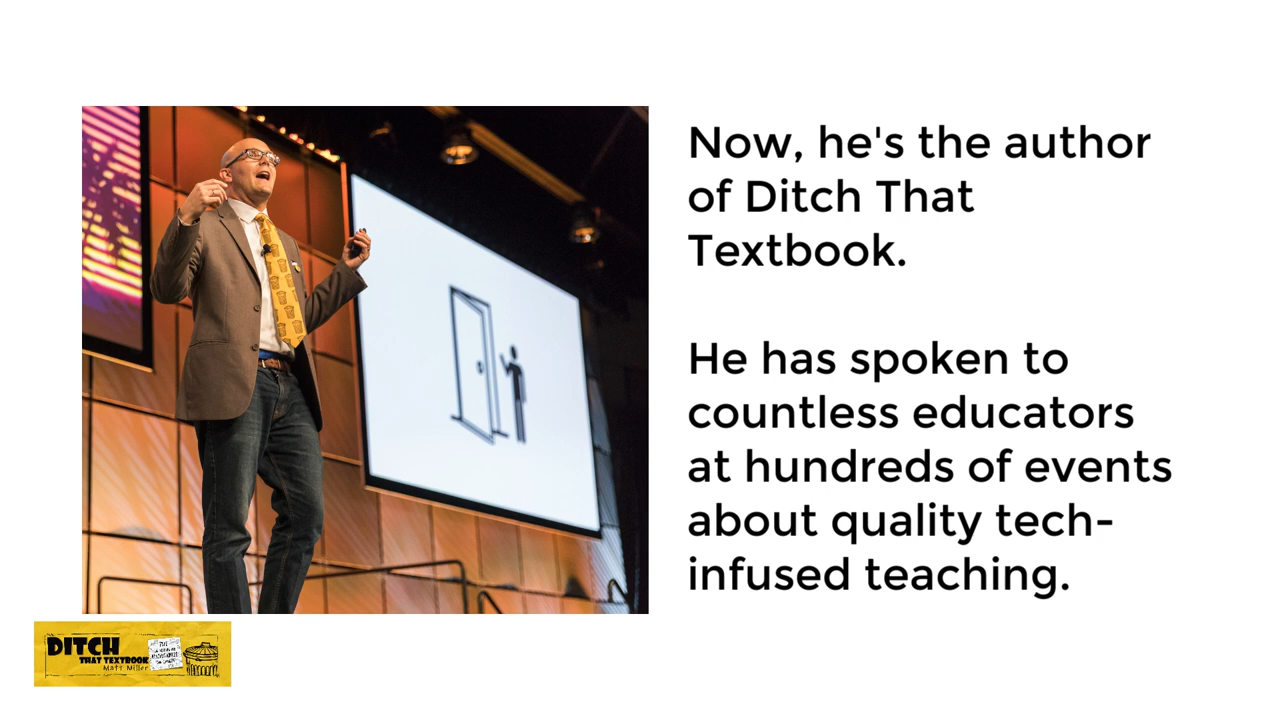 Now, he's the author
of Ditch That
Textbook.
He has spoken to
countless educators
at hundreds of events
about quality tech-
infused teaching.
DITCH
THAT TEXTBOOK
Matt Miller